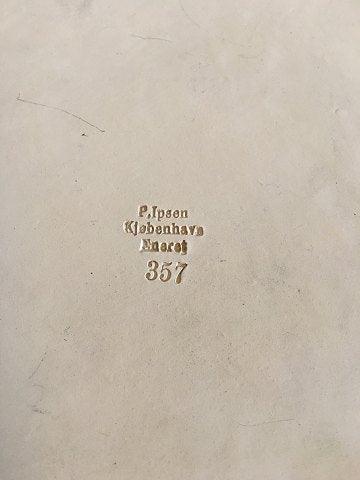 P.Ipsen
Kjøbenhavn
Eneret
357